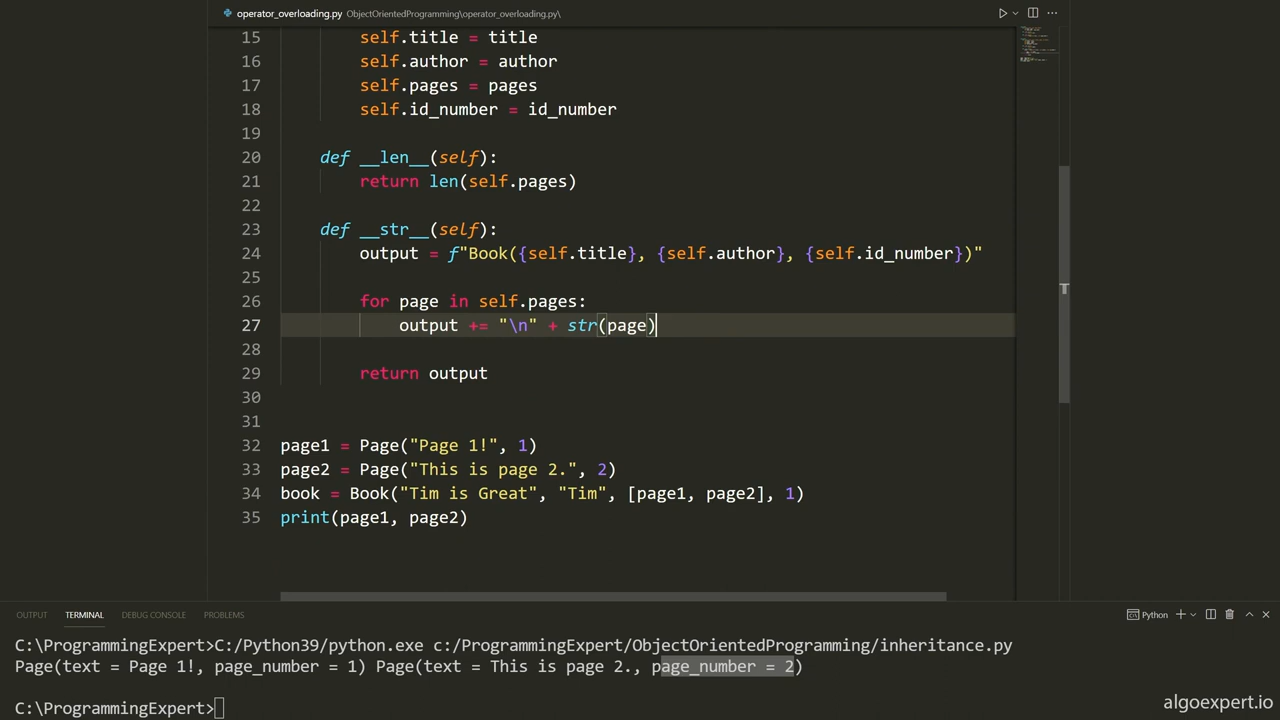 operator_overloading.py ObjectOrientedProgramming\operator_overloading.py\
15 self.title = title
16 self.author = author
17 self.pages = pages
18 self.id_number = id_number
19
20 def __len__(self):
21 return len(self.pages)
22
23 def __str__(self):
24 output = f"Book({self.title}, {self.author}, {self.id_number})"
25
26 for page in self.pages:
27 output += "\n" + str(page)
28
29 return output
30
31
32 page1 = Page("Page 1!", 1)
33 page2 = Page("This is page 2.", 2)
34 book = Book("Tim is Great", "Tim", [page1, page2], 1)
35 print(page1, page2)
OUTPUT TERMINAL DEBUG CONSOLE PROBLEMS Python
C:\ProgrammingExpert>C:/Python39/python.exe c:/ProgrammingExpert/ObjectOrientedProgramming/inheritance.py
Page(text = Page 1!, page_number = 1) Page(text = This is page 2., page_number = 2)
C:\ProgrammingExpert>
algoexpert.io